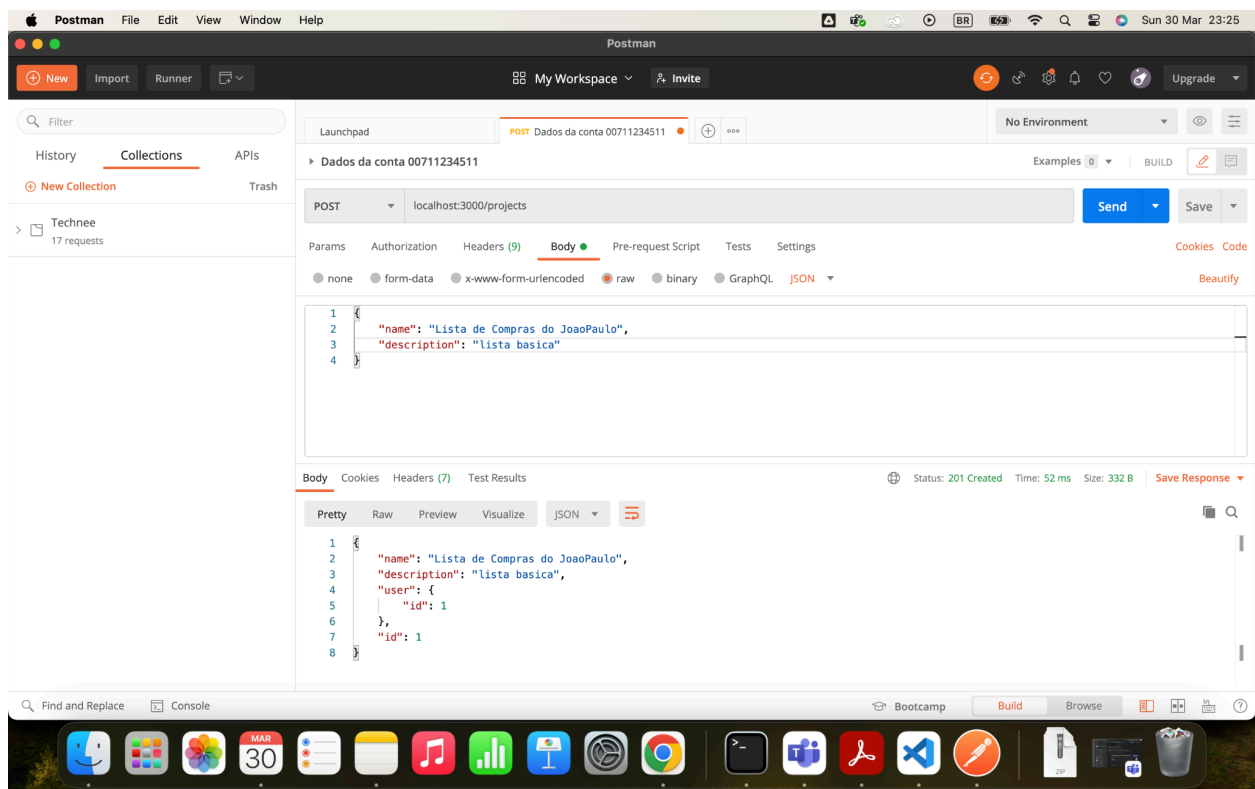 Postman File Edit View Window Help
BR
Sun 30 Mar 23:25
Postman
New Import Runner
My Workspace
Invite
Upgrade
Filter
History Collections APIs
New Collection Trash
Technee
17 requests
Launchpad
POST Dados da conta 00711234511
No Environment
Dados da conta 00711234511
Examples 0
BUILD
POST localhost:3000/projects
Send
Save
Params Authorization Headers (9) Body Pre-request Script Tests Settings
Cookies Code
none form-data x-www-form-urlencoded raw binary GraphQL JSON
Beautify
1 {
2 "name": "Lista de Compras do JoaoPaulo",
3 "description": "lista basica"
4 }
Body Cookies Headers (7) Test Results
Status: 201 Created Time: 52 ms Size: 332 B Save Response
Pretty Raw Preview Visualize JSON
1 {
2 "name": "Lista de Compras do JoaoPaulo",
3 "description": "lista basica",
4 "user": {
5 "id": 1
6 },
7 "id": 1
8 }
Find and Replace Console
Bootcamp
Build Browse
MAR
30
ZIP